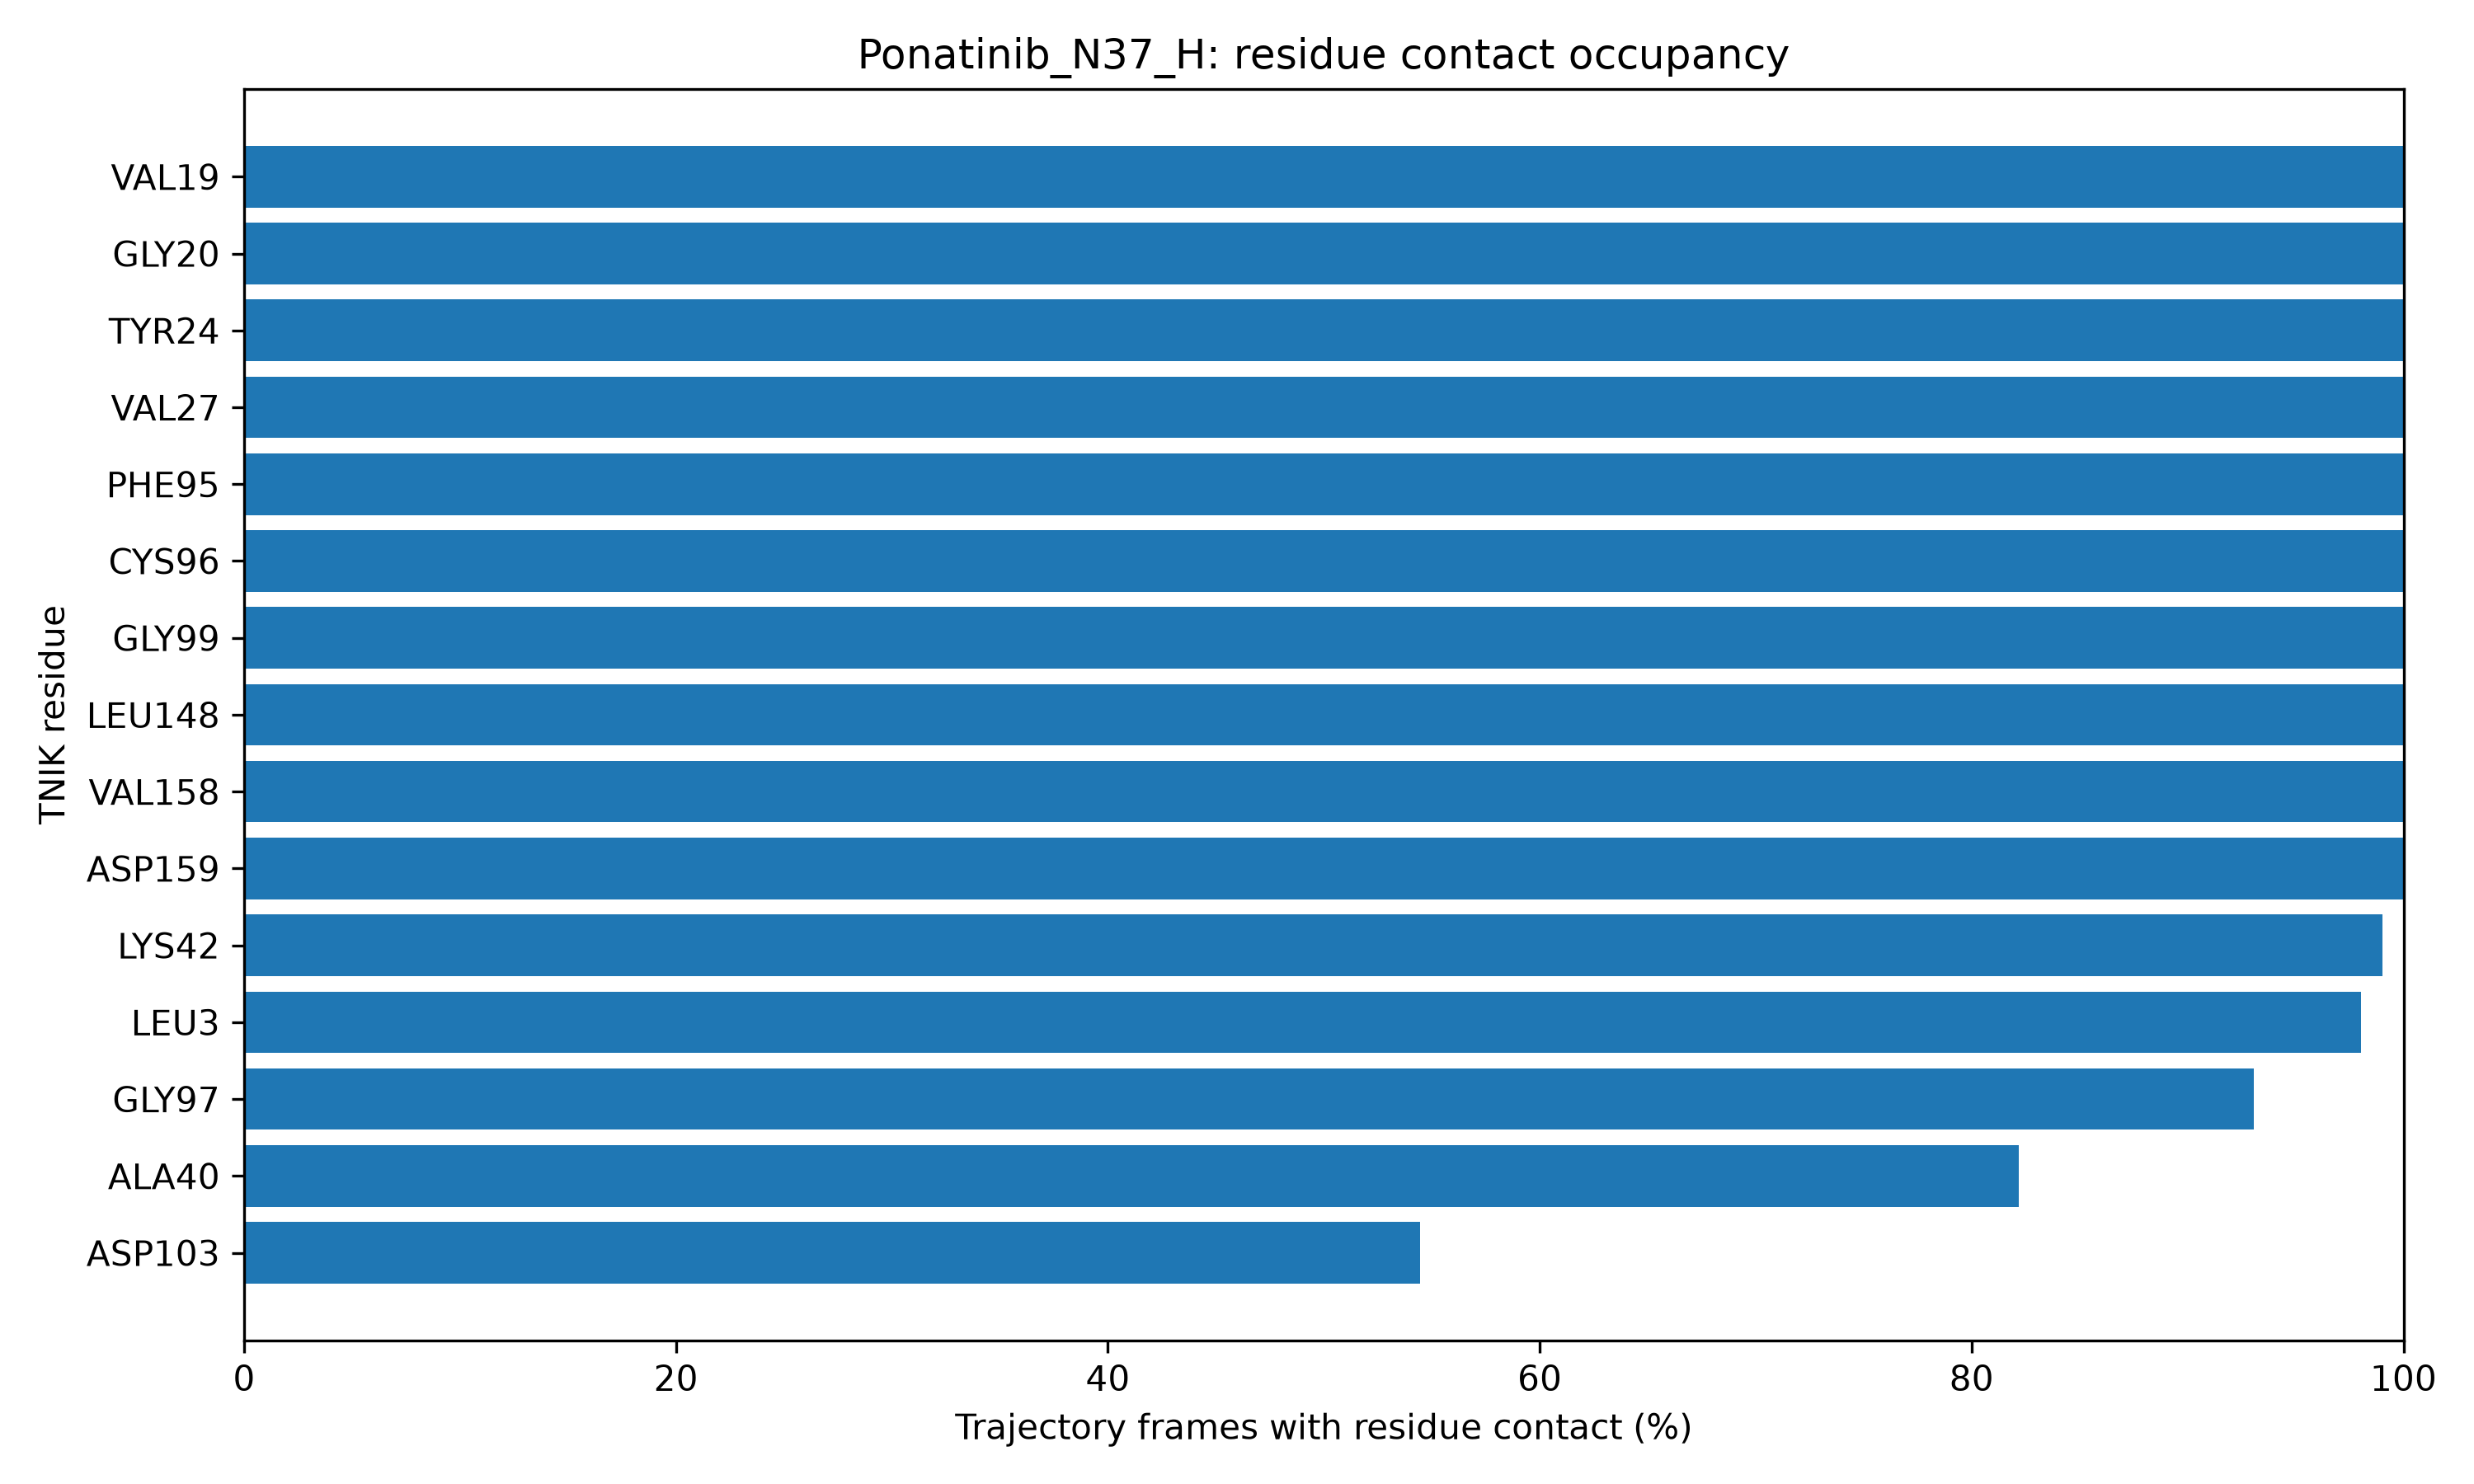 Ponatinib_N37_H: residue contact occupancy
TNIK residue
VAL19
GLY20
TYR24
VAL27
PHE95
CYS96
GLY99
LEU148
VAL158
ASP159
LYS42
LEU3
GLY97
ALA40
ASP103
0 20 40 60 80 100
Trajectory frames with residue contact (%)